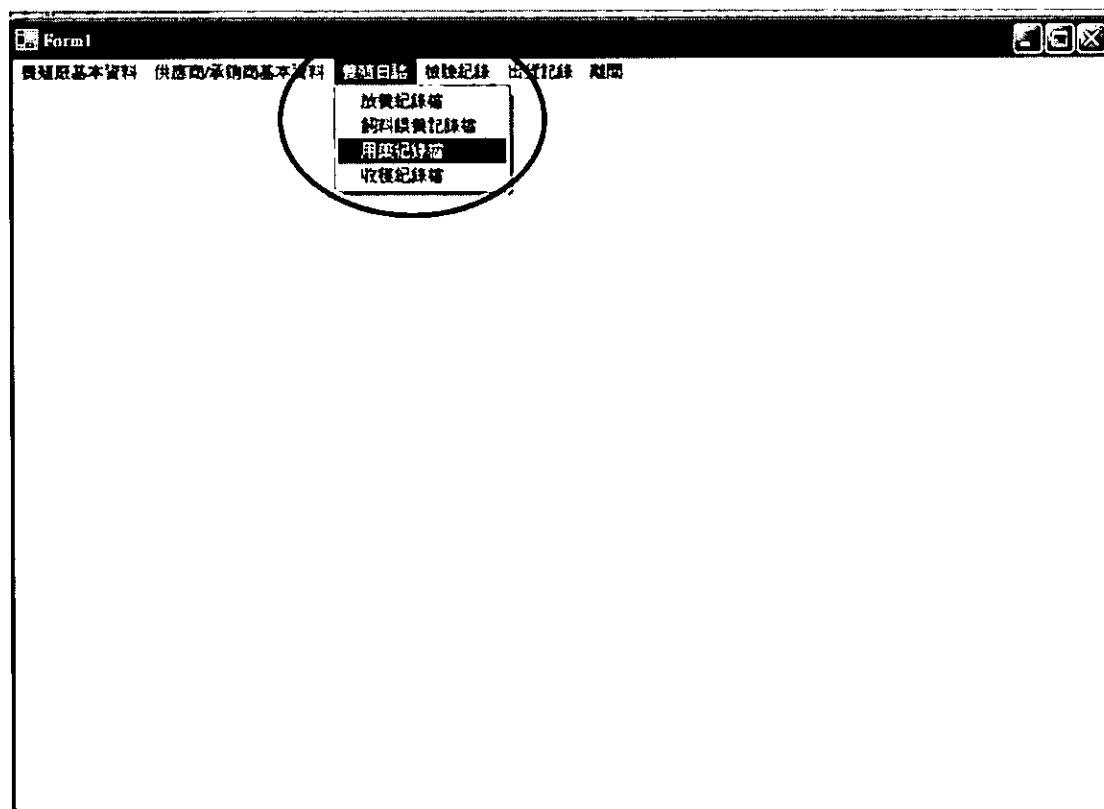 Form1
養殖戶基本資料 供應商/承銷商基本資料 養殖日誌 檢驗紀錄 出貨記錄 離開
放養紀錄檔
飼料餵養記錄檔
用藥紀錄檔
收穫紀錄檔